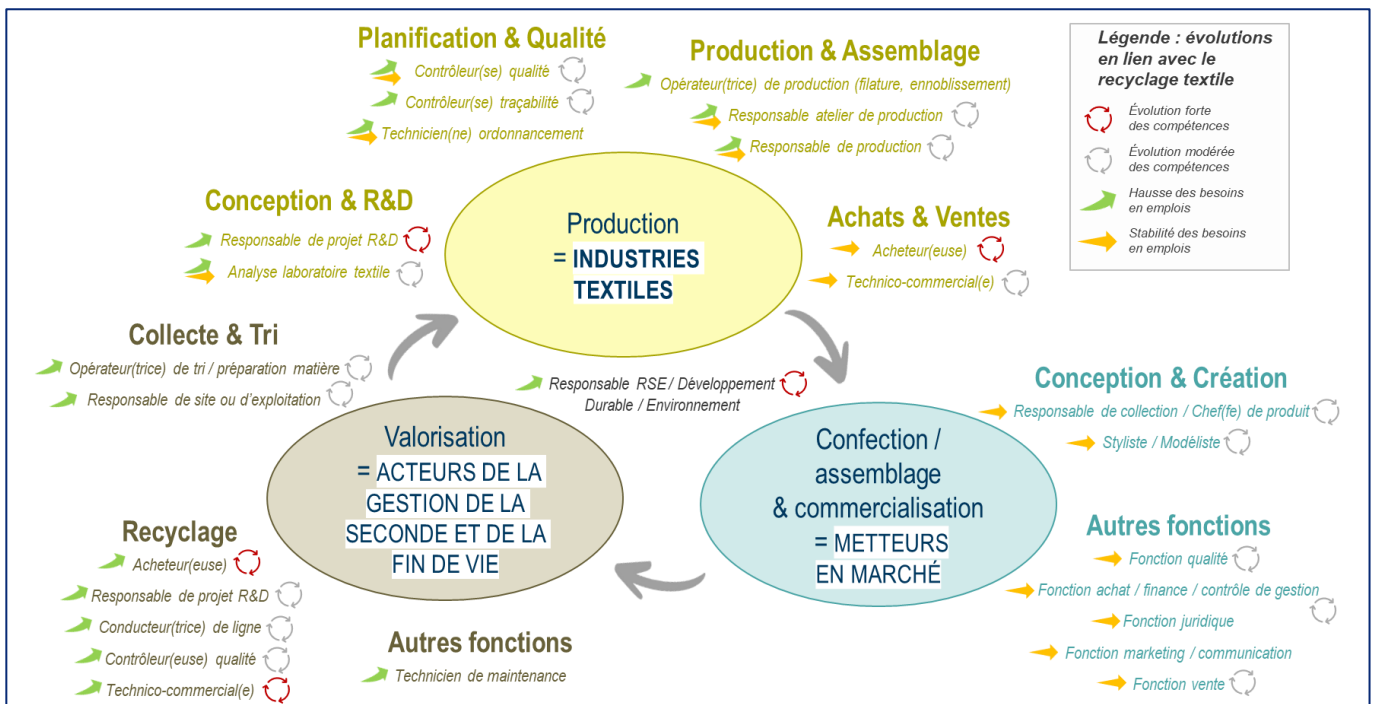 Planification & Qualité
Contrôleur(se) qualité
Contrôleur(se) traçabilité
Technicien(ne) ordonnancement
Production & Assemblage
Opérateur(trice) de production (filature, ennoblissement)
Responsable atelier de production
Responsable de production
Légende : évolutions
en lien avec le
recyclage textile
Évolution forte
des compétences
Évolution modérée
des compétences
Hausse des besoins
en emplois
Stabilité des besoins
en emplois
Conception & R&D
Responsable de projet R&D
Analyse laboratoire textile
Production
= INDUSTRIES
TEXTILES
Achats & Ventes
Acheteur(euse)
Technico-commercial(e)
Collecte & Tri
Opérateur(trice) de tri / préparation matière
Responsable de site ou d'exploitation
Responsable RSE / Développement
Durable / Environnement
Conception & Création
Responsable de collection / Chef(fe) de produit
Styliste / Modéliste
Valorisation
= ACTEURS DE LA
GESTION DE LA
SECONDE ET DE LA
FIN DE VIE
Confection /
assemblage
& commercialisation
= METTEURS
EN MARCHÉ
Recyclage
Acheteur(euse)
Responsable de projet R&D
Conducteur(trice) de ligne
Contrôleur(euse) qualité
Technico-commercial(e)
Autres fonctions
Technicien de maintenance
Autres fonctions
Fonction qualité
Fonction achat / finance / contrôle de gestion
Fonction juridique
Fonction marketing / communication
Fonction vente